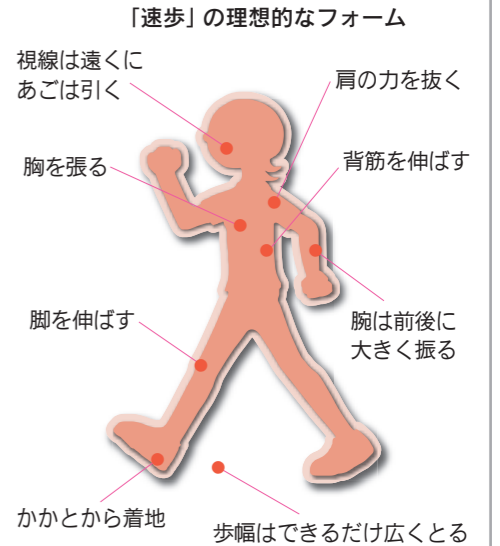 「速歩」の理想的なフォーム
視線は遠くに
あごは引く
肩の力を抜く
胸を張る
背筋を伸ばす
脚を伸ばす
腕は前後に
大きく振る
かかとから着地
歩幅はできるだけ広くとる